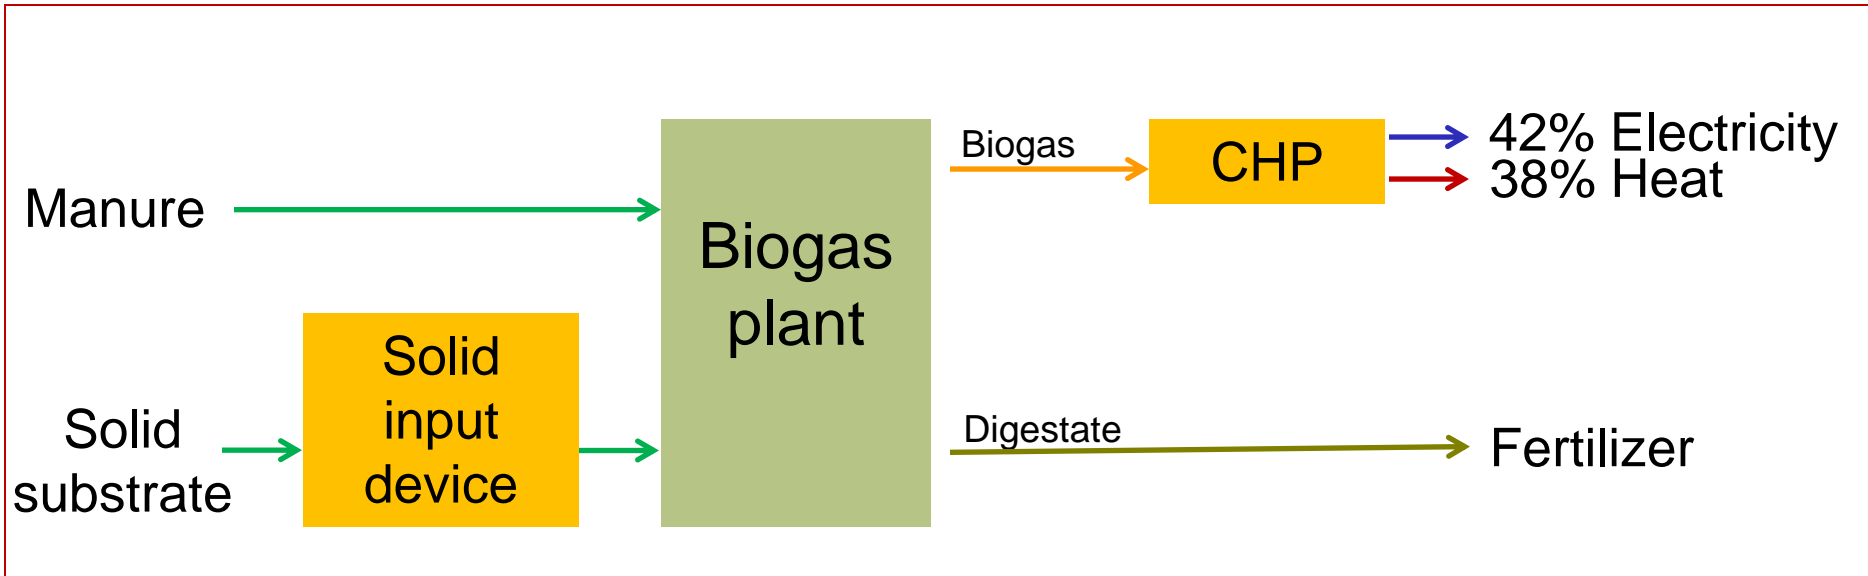 Manure
Solid
substrate
Solid
input
device
Biogas
plant
Biogas
CHP
42% Electricity
38% Heat
Digestate
Fertilizer